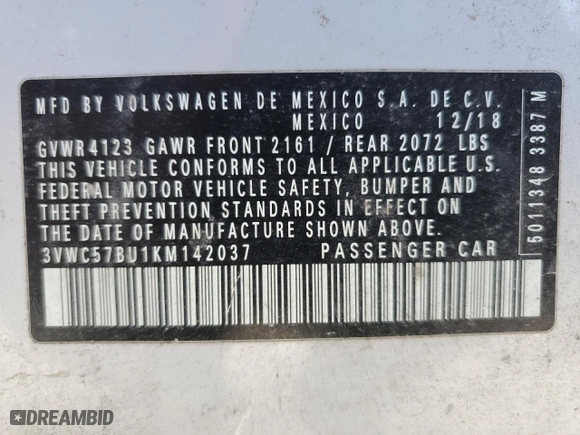 MFD BY VOLKSWAGEN DE MEXICO S.A. DE C.V.
MEXICO 12/18
GVWR 4123 GAWR FRONT 2161 / REAR 2072 LBS
THIS VEHICLE CONFORMS TO ALL APPLICABLE U.S.
FEDERAL MOTOR VEHICLE SAFETY, BUMPER AND
THEFT PREVENTION STANDARDS IN EFFECT ON
THE DATE OF MANUFACTURE SHOWN ABOVE.
3VWC57BU1KM142037 PASSENGER CAR
5011348 3387 M
DREAMBID